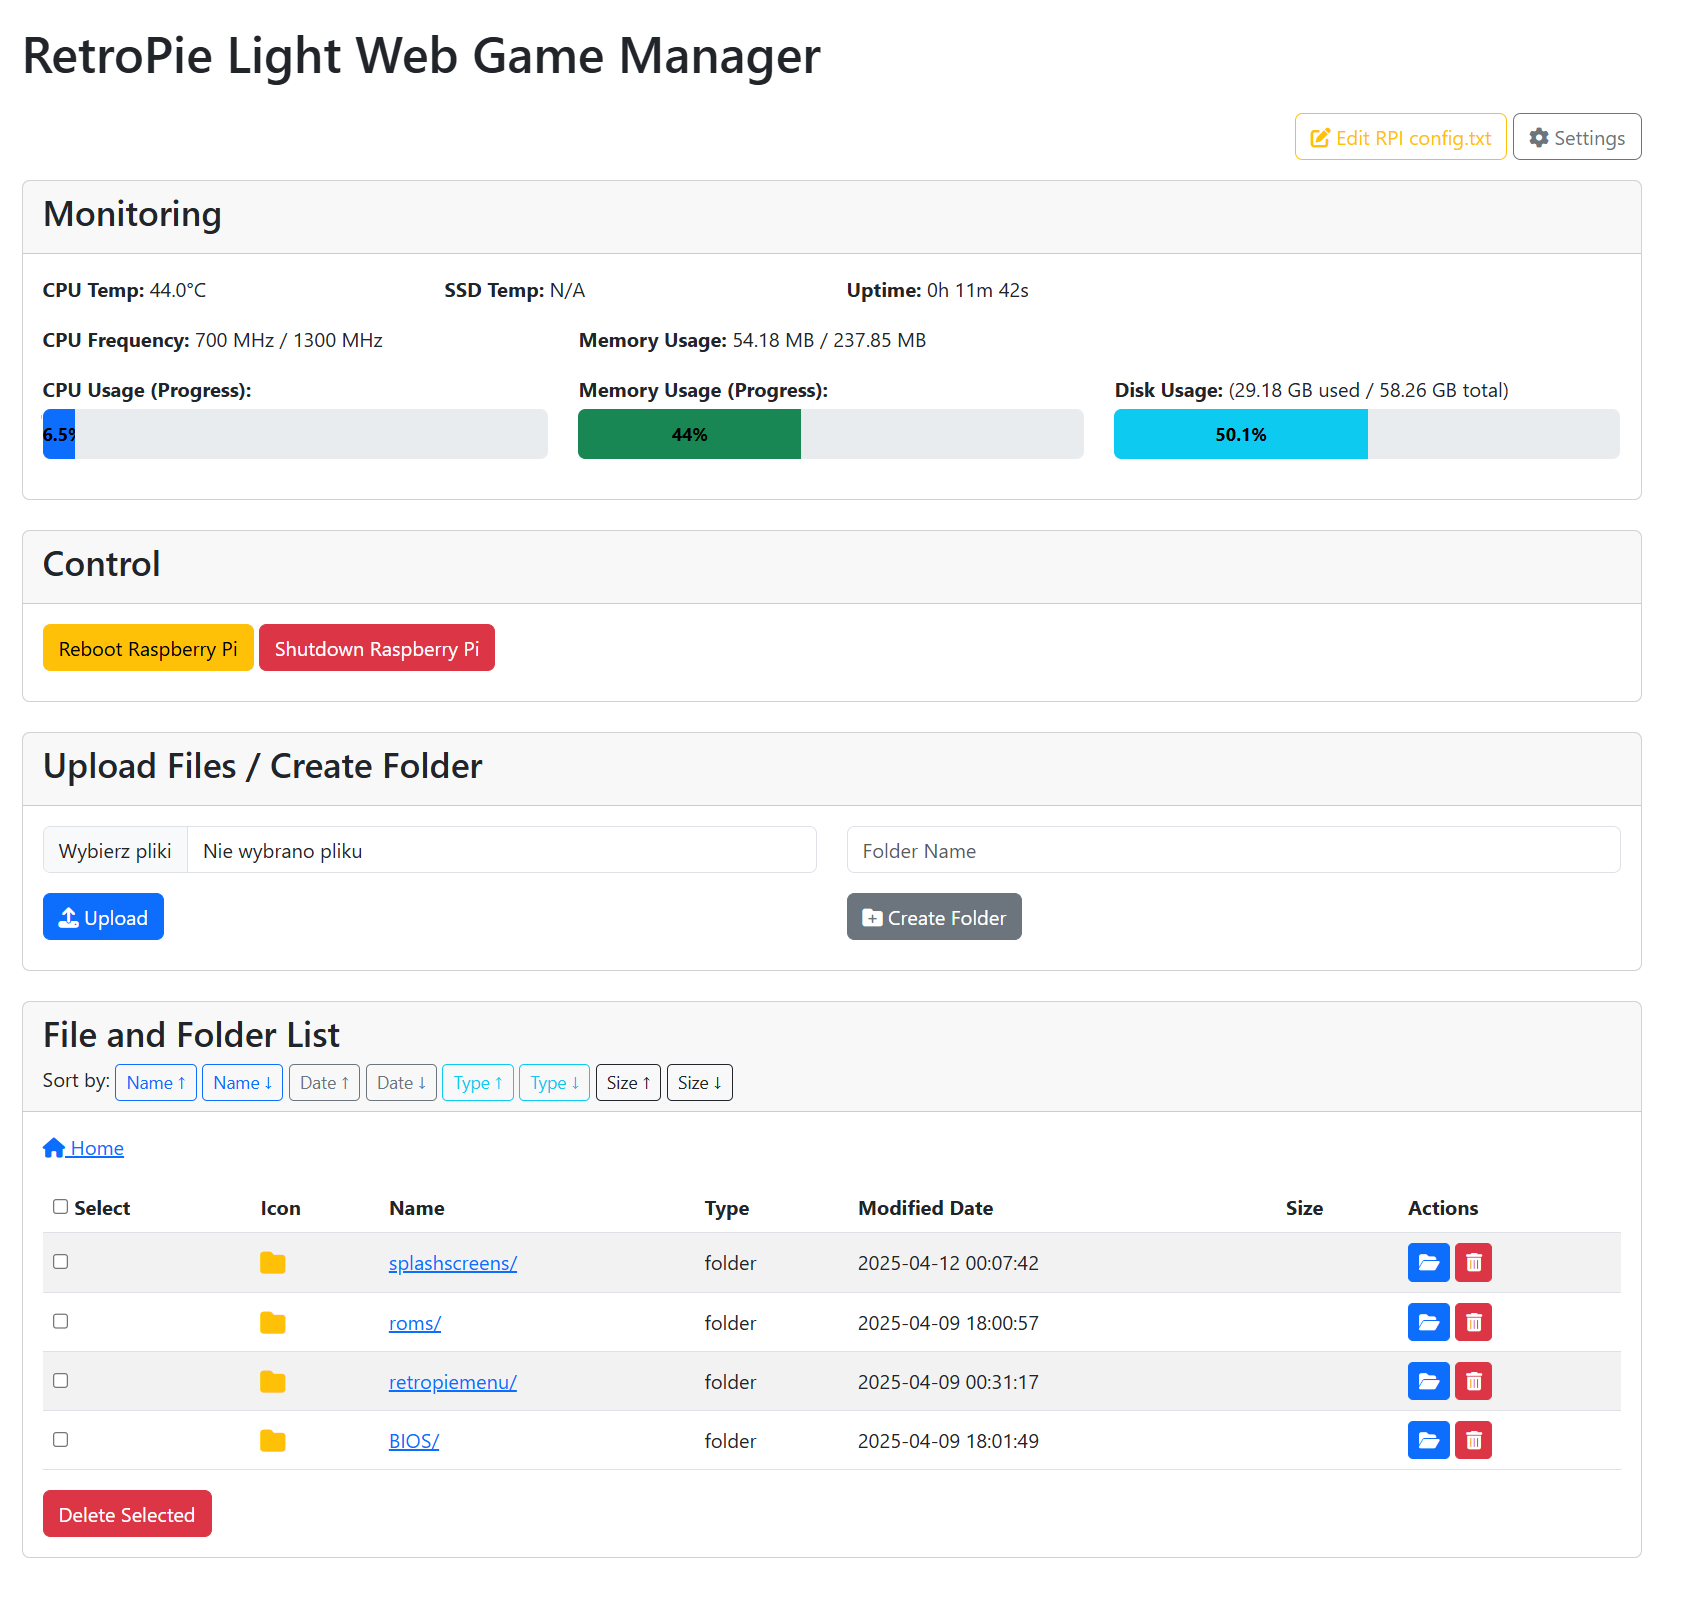 RetroPie Light Web Game Manager
Edit RPI config.txt Settings
Monitoring
CPU Temp: 44.0°C SSD Temp: N/A Uptime: 0h 11m 42s
CPU Frequency: 700 MHz / 1300 MHz Memory Usage: 54.18 MB / 237.85 MB
CPU Usage (Progress): Memory Usage (Progress): Disk Usage: (29.18 GB used / 58.26 GB total)
6.5% 44% 50.1%
Control
Reboot Raspberry Pi Shutdown Raspberry Pi
Upload Files / Create Folder
Wybierz pliki Nie wybrano pliku Folder Name
Upload Create Folder
File and Folder List
Sort by: Name ↑ Name ↓ Date ↑ Date ↓ Type ↑ Type ↓ Size ↑ Size ↓
Home
Select Icon Name Type Modified Date Size Actions
splashscreens/ folder 2025-04-12 00:07:42
roms/ folder 2025-04-09 18:00:57
retropiemenu/ folder 2025-04-09 00:31:17
BIOS/ folder 2025-04-09 18:01:49
Delete Selected